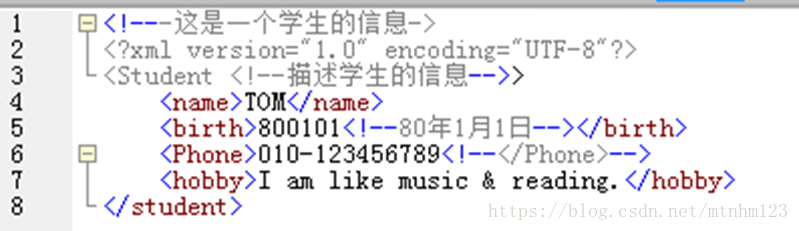 1 <!---这是一个学生的信息->
2 <?xml version="1.0" encoding="UTF-8"?>
3 <Student <!--描述学生的信息-->>
4 <name>TOM</name>
5 <birth>800101<!--80年1月1日--></birth>
6 <Phone>010-123456789<!--</Phone>-->
7 <hobby>I am like music & reading.</hobby>
8 </student>
https://blog.csdn.net/mtnhm123